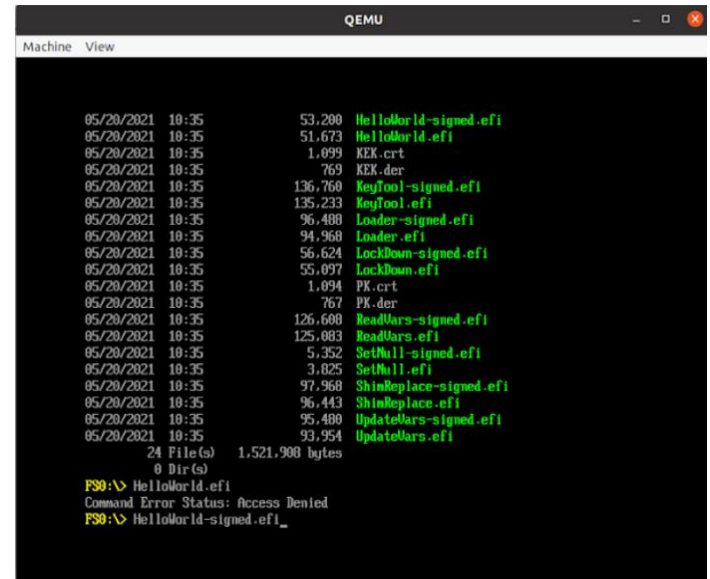 QEMU
Machine View
05/20/2021 10:35 53,200 HelloWorld-signed.efi
05/20/2021 10:35 51,673 HelloWorld.efi
05/20/2021 10:35 1,099 KEK.crt
05/20/2021 10:35 769 KEK.der
05/20/2021 10:35 136,760 KeyTool-signed.efi
05/20/2021 10:35 135,233 KeyTool.efi
05/20/2021 10:35 96,488 Loader-signed.efi
05/20/2021 10:35 94,968 Loader.efi
05/20/2021 10:35 56,624 LockDown-signed.efi
05/20/2021 10:35 55,097 LockDown.efi
05/20/2021 10:35 1,094 PK.crt
05/20/2021 10:35 767 PK.der
05/20/2021 10:35 126,608 ReadVars-signed.efi
05/20/2021 10:35 125,083 ReadVars.efi
05/20/2021 10:35 5,352 SetNull-signed.efi
05/20/2021 10:35 3,825 SetNull.efi
05/20/2021 10:35 97,968 ShimReplace-signed.efi
05/20/2021 10:35 96,443 ShimReplace.efi
05/20/2021 10:35 95,480 UpdateVars-signed.efi
05/20/2021 10:35 93,954 UpdateVars.efi
24 File(s) 1,521,908 bytes
0 Dir(s)
FS0:\> HelloWorld.efi
Command Error Status: Access Denied
FS0:\> HelloWorld-signed.efi_